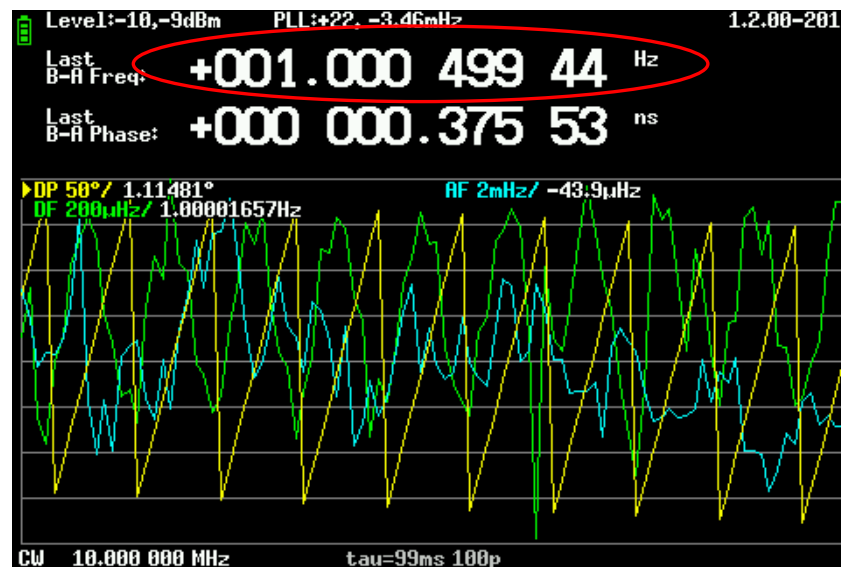 Level:-10,-9dBm PLL:+22, -3.46mHz 1.2.00-201
Last
B-A Freq: +001.000 499 44 Hz
Last
B-A Phase: +000 000.375 53 ns
DP 50°/ 1.11481° AF 2mHz/ -43.9µHz
DF 200µHz/ 1.00001657Hz
CW 10.000 000 MHz tau=99ms 100p